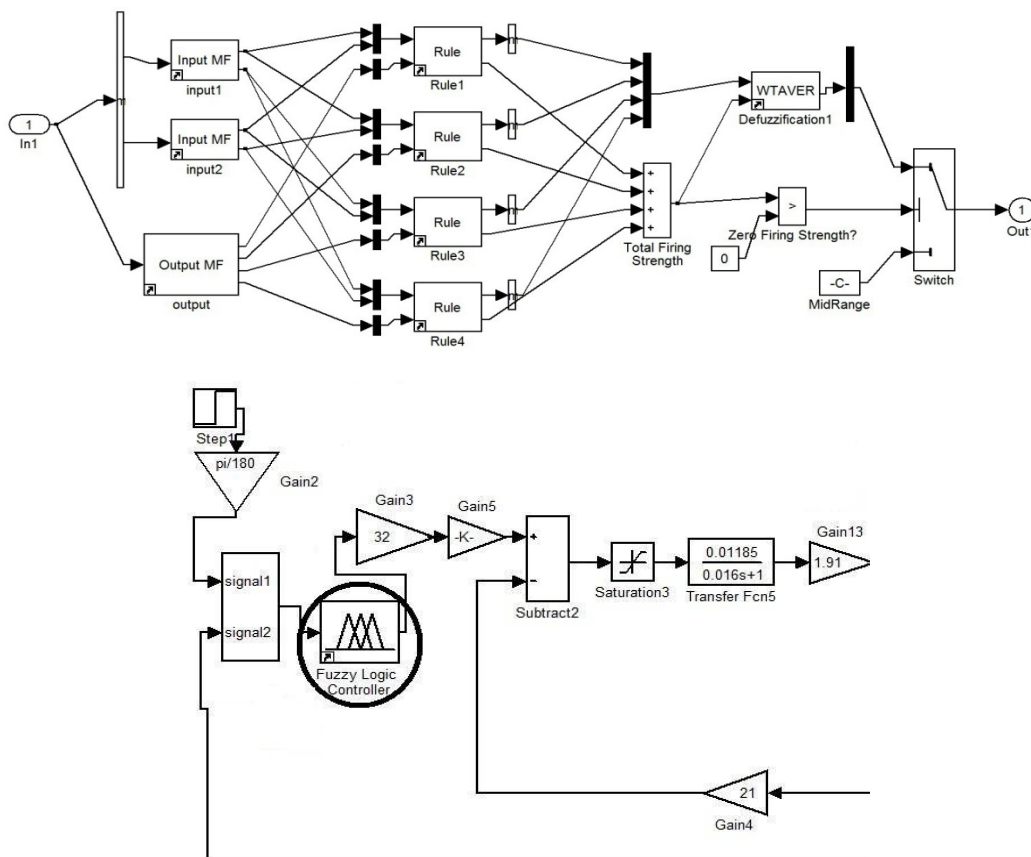 Input MF
input1
Input MF
input2
Output MF
output
1
In1
Rule
Rule1
Rule
Rule2
Rule
Rule3
Rule
Rule4
+
+
+
+
Total Firing
Strength
WTAVER
Defuzzification1
>
Zero Firing Strength?
0
-C-
MidRange
Switch
1
Out1
Step1
pi/180
Gain2
signal1
signal2
Fuzzy Logic
Controller
Gain3
32
Gain5
-K-
+
−
Subtract2
Saturation3
0.01185
0.016s+1
Transfer Fcn5
Gain13
1.91
21
Gain4